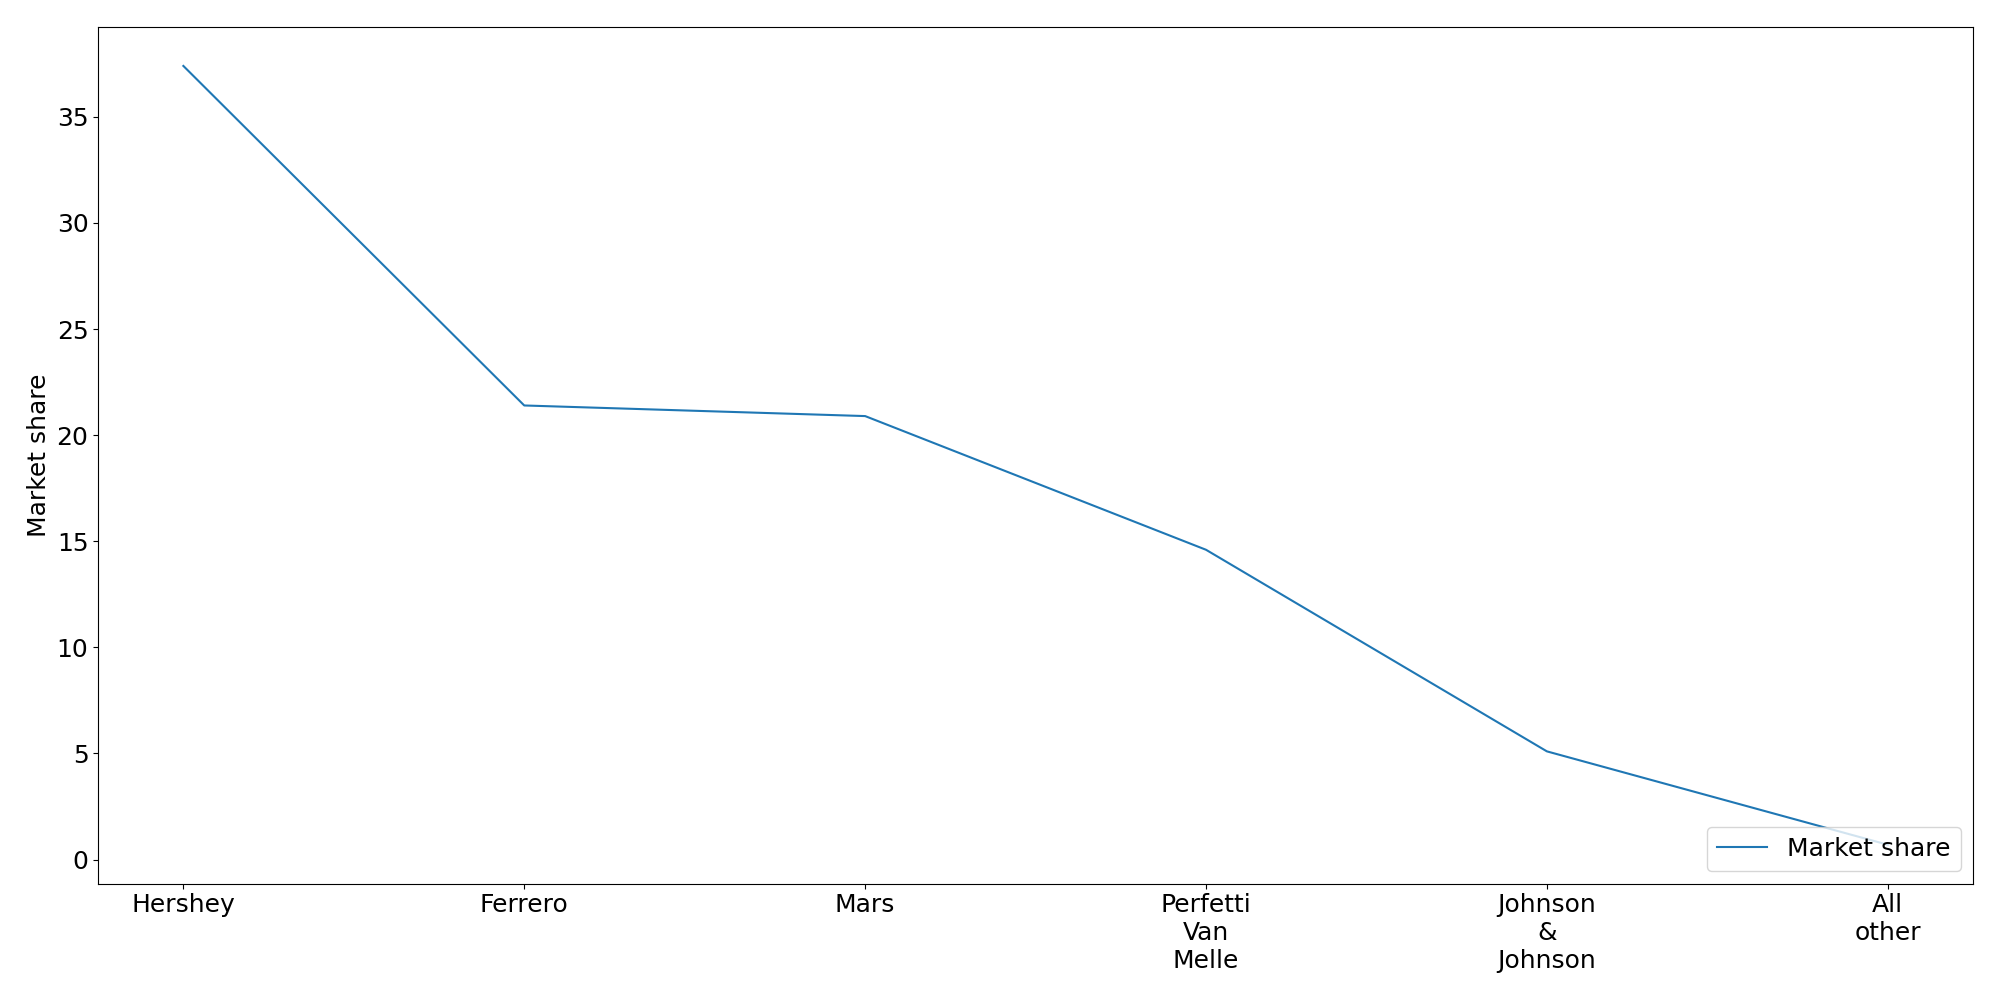 Market share
35
30
25
20
15
10
5
0
Market share
Hershey
Ferrero
Mars
Perfetti
Van
Melle
Johnson
&
Johnson
All
other